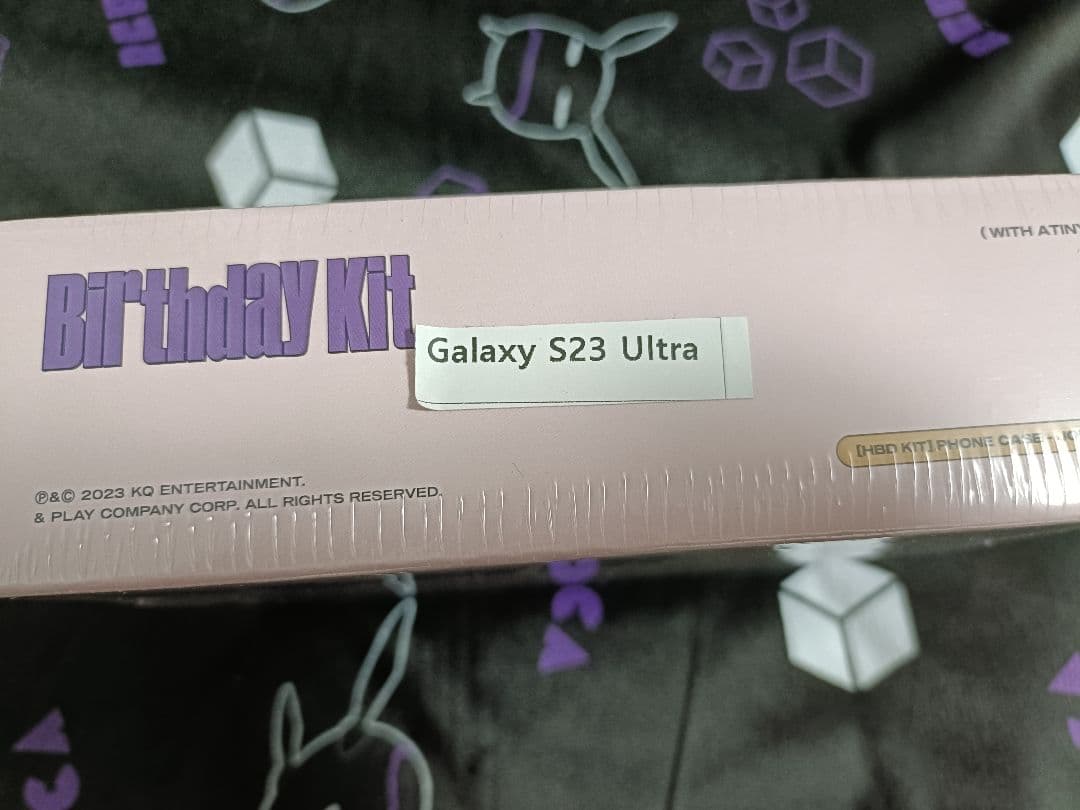 (WITH ATINY
Birthday Kit
Galaxy S23 Ultra
[HBD KIT] PHONE CASE -
℗&© 2023 KQ ENTERTAINMENT.
& PLAY COMPANY CORP. ALL RIGHTS RESERVED.